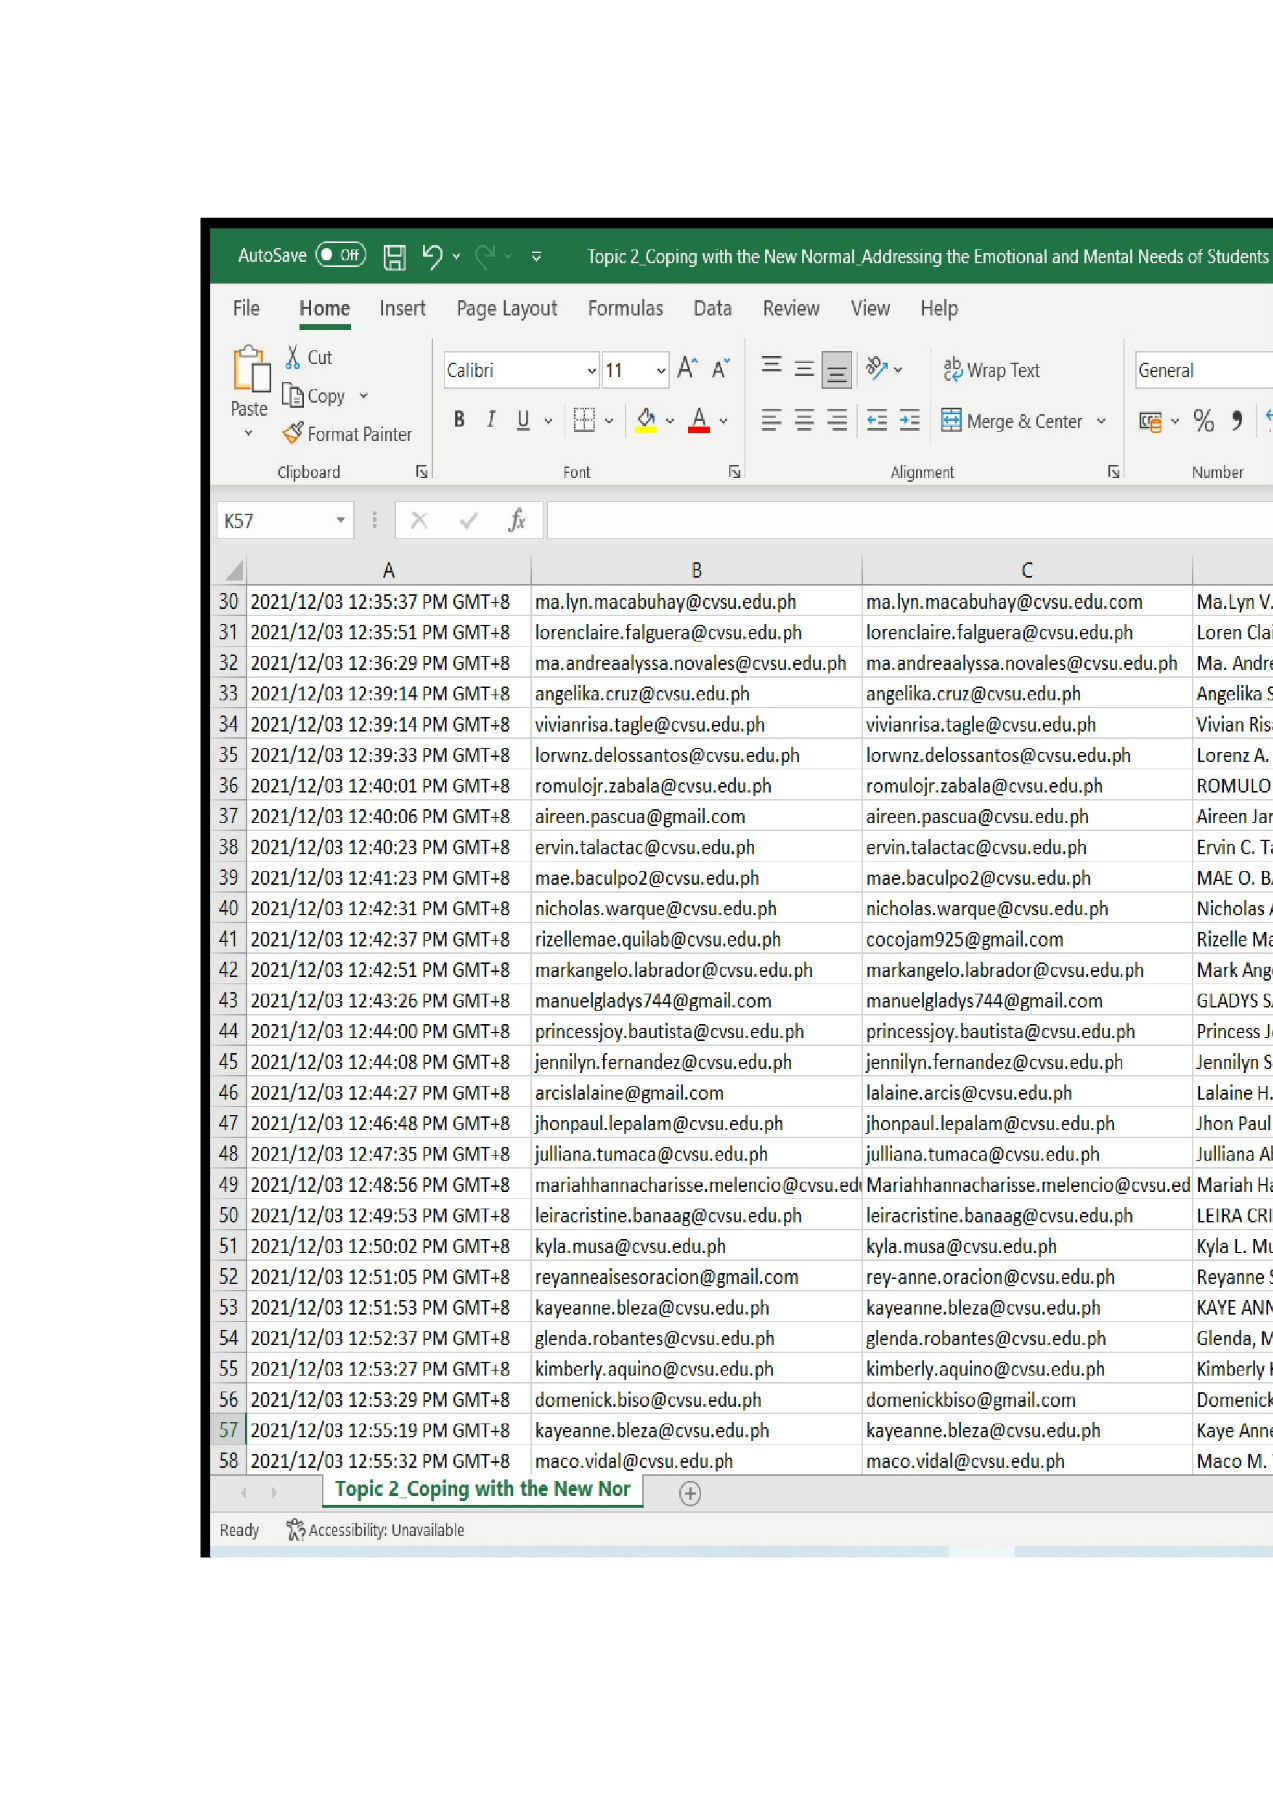 AutoSave Off Topic 2_Coping with the New Normal_Addressing the Emotional and Mental Needs of Students
File Home Insert Page Layout Formulas Data Review View Help
Paste Cut Copy Format Painter
Calibri 11 A A ab Wrap Text General
B I U A Merge & Center % 9
Clipboard Font Alignment Number
K57 fx
A B C
30 2021/12/03 12:35:37 PM GMT+8 ma.lyn.macabuhay@cvsu.edu.ph ma.lyn.macabuhay@cvsu.edu.com Ma.Lyn V.
31 2021/12/03 12:35:51 PM GMT+8 lorenclaire.falguera@cvsu.edu.ph lorenclaire.falguera@cvsu.edu.ph Loren Clai
32 2021/12/03 12:36:29 PM GMT+8 ma.andreaalyssa.novales@cvsu.edu.ph ma.andreaalyssa.novales@cvsu.edu.ph Ma. Andre
33 2021/12/03 12:39:14 PM GMT+8 angelika.cruz@cvsu.edu.ph angelika.cruz@cvsu.edu.ph Angelika S
34 2021/12/03 12:39:14 PM GMT+8 vivianrisa.tagle@cvsu.edu.ph vivianrisa.tagle@cvsu.edu.ph Vivian Risa
35 2021/12/03 12:39:33 PM GMT+8 lorwnz.delossantos@cvsu.edu.ph lorwnz.delossantos@cvsu.edu.ph Lorenz A.
36 2021/12/03 12:40:01 PM GMT+8 romulojr.zabala@cvsu.edu.ph romulojr.zabala@cvsu.edu.ph ROMULO
37 2021/12/03 12:40:06 PM GMT+8 aireen.pascua@gmail.com aireen.pascua@cvsu.edu.ph Aireen Jar
38 2021/12/03 12:40:23 PM GMT+8 ervin.talactac@cvsu.edu.ph ervin.talactac@cvsu.edu.ph Ervin C. Ta
39 2021/12/03 12:41:23 PM GMT+8 mae.baculpo2@cvsu.edu.ph mae.baculpo2@cvsu.edu.ph MAE O. BA
40 2021/12/03 12:42:31 PM GMT+8 nicholas.warque@cvsu.edu.ph nicholas.warque@cvsu.edu.ph Nicholas A
41 2021/12/03 12:42:37 PM GMT+8 rizellemae.quilab@cvsu.edu.ph cocojam925@gmail.com Rizelle Ma
42 2021/12/03 12:42:51 PM GMT+8 markangelo.labrador@cvsu.edu.ph markangelo.labrador@cvsu.edu.ph Mark Ang
43 2021/12/03 12:43:26 PM GMT+8 manuelgladys744@gmail.com manuelgladys744@gmail.com GLADYS SA
44 2021/12/03 12:44:00 PM GMT+8 princessjoy.bautista@cvsu.edu.ph princessjoy.bautista@cvsu.edu.ph Princess J
45 2021/12/03 12:44:08 PM GMT+8 jennilyn.fernandez@cvsu.edu.ph jennilyn.fernandez@cvsu.edu.ph Jennilyn S
46 2021/12/03 12:44:27 PM GMT+8 arcislalaine@gmail.com lalaine.arcis@cvsu.edu.ph Lalaine H.
47 2021/12/03 12:46:48 PM GMT+8 jhonpaul.lepalam@cvsu.edu.ph jhonpaul.lepalam@cvsu.edu.ph Jhon Paul
48 2021/12/03 12:47:35 PM GMT+8 julliana.tumaca@cvsu.edu.ph julliana.tumaca@cvsu.edu.ph Julliana Al
49 2021/12/03 12:48:56 PM GMT+8 mariahhannacharisse.melencio@cvsu.edu Mariahhannacharisse.melencio@cvsu.ed Mariah Ha
50 2021/12/03 12:49:53 PM GMT+8 leiracristine.banaag@cvsu.edu.ph leiracristine.banaag@cvsu.edu.ph LEIRA CRI
51 2021/12/03 12:50:02 PM GMT+8 kyla.musa@cvsu.edu.ph kyla.musa@cvsu.edu.ph Kyla L. Mu
52 2021/12/03 12:51:05 PM GMT+8 reyanneaisesoracion@gmail.com rey-anne.oracion@cvsu.edu.ph Reyanne S
53 2021/12/03 12:51:53 PM GMT+8 kayeanne.bleza@cvsu.edu.ph kayeanne.bleza@cvsu.edu.ph KAYE ANN
54 2021/12/03 12:52:37 PM GMT+8 glenda.robantes@cvsu.edu.ph glenda.robantes@cvsu.edu.ph Glenda, M
55 2021/12/03 12:53:27 PM GMT+8 kimberly.aquino@cvsu.edu.ph kimberly.aquino@cvsu.edu.ph Kimberly
56 2021/12/03 12:53:29 PM GMT+8 domenick.biso@cvsu.edu.ph domenickbiso@gmail.com Domenick
57 2021/12/03 12:55:19 PM GMT+8 kayeanne.bleza@cvsu.edu.ph kayeanne.bleza@cvsu.edu.ph Kaye Anne
58 2021/12/03 12:55:32 PM GMT+8 maco.vidal@cvsu.edu.ph maco.vidal@cvsu.edu.ph Maco M.
Topic 2_Coping with the New Nor
Ready Accessibility: Unavailable